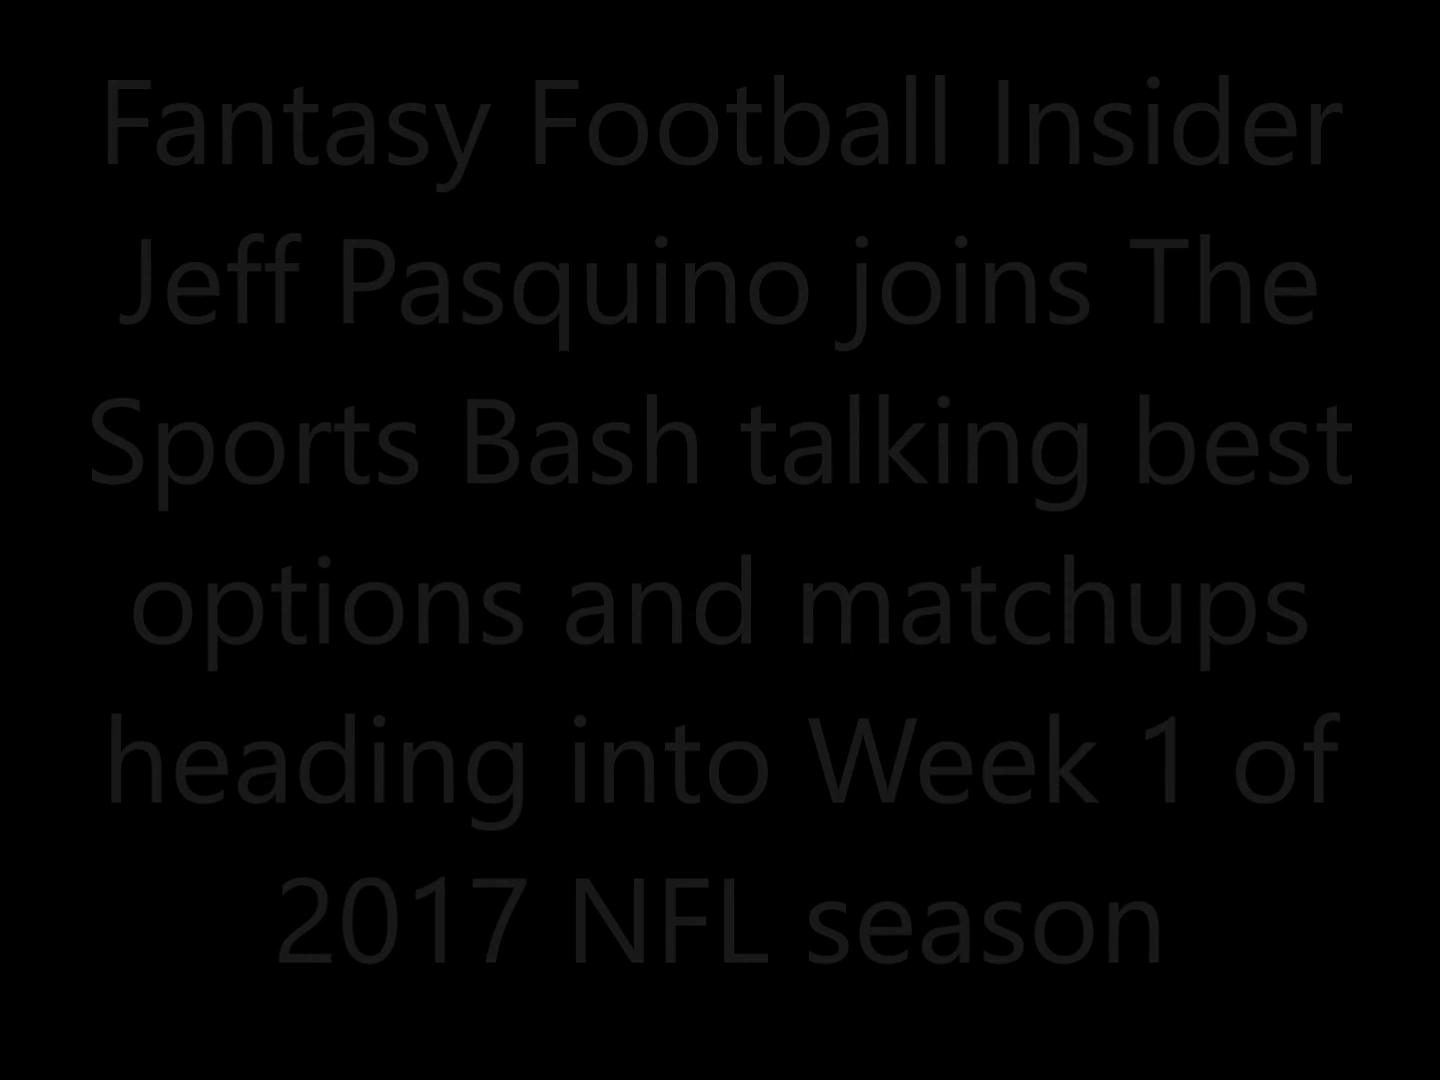 Fantasy Football Insider
Jeff Pasquino joins The
Sports Bash talking best
options and matchups
heading into Week 1 of
2017 NFL season